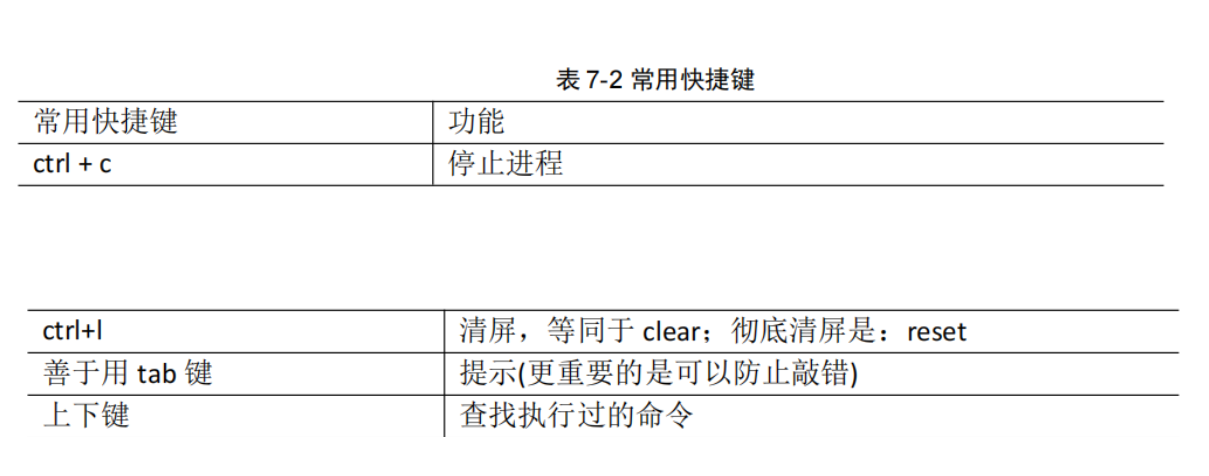 表 7-2 常用快捷键
常用快捷键 功能
ctrl + c 停止进程
ctrl+l 清屏，等同于 clear；彻底清屏是：reset
善于用 tab 键 提示(更重要的是可以防止敲错)
上下键 查找执行过的命令